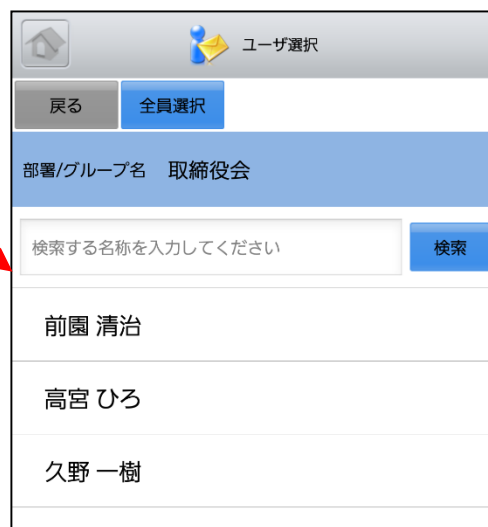 ユーザ選択
戻る 全員選択
部署/グループ名 取締役会
検索する名称を入力してください 検索
前園 清治
高宮 ひろ
久野 一樹